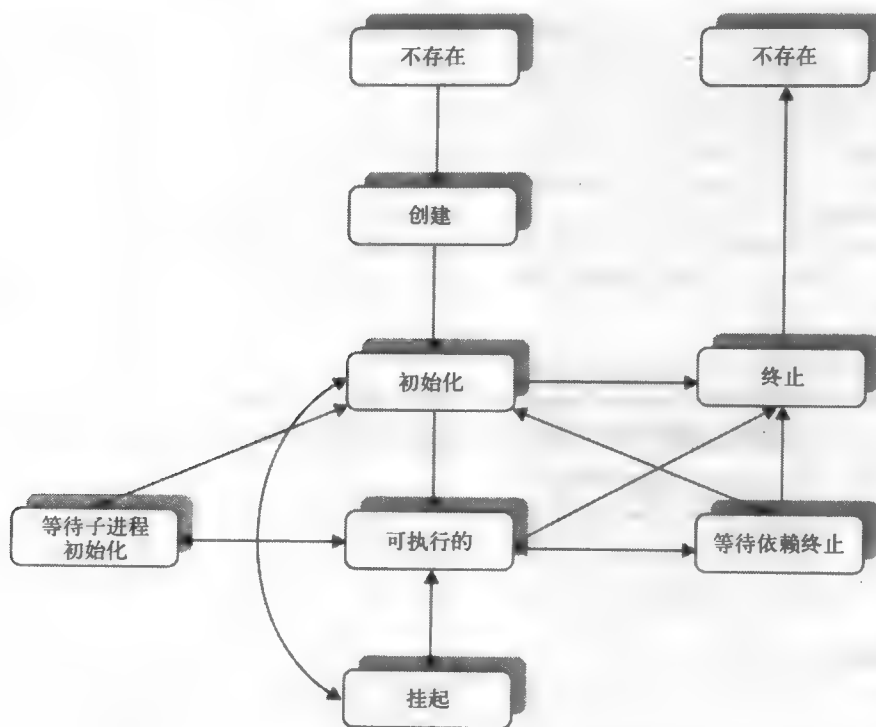 不存在
不存在
创建
初始化
终止
等待子进程
初始化
可执行的
等待依赖终止
挂起